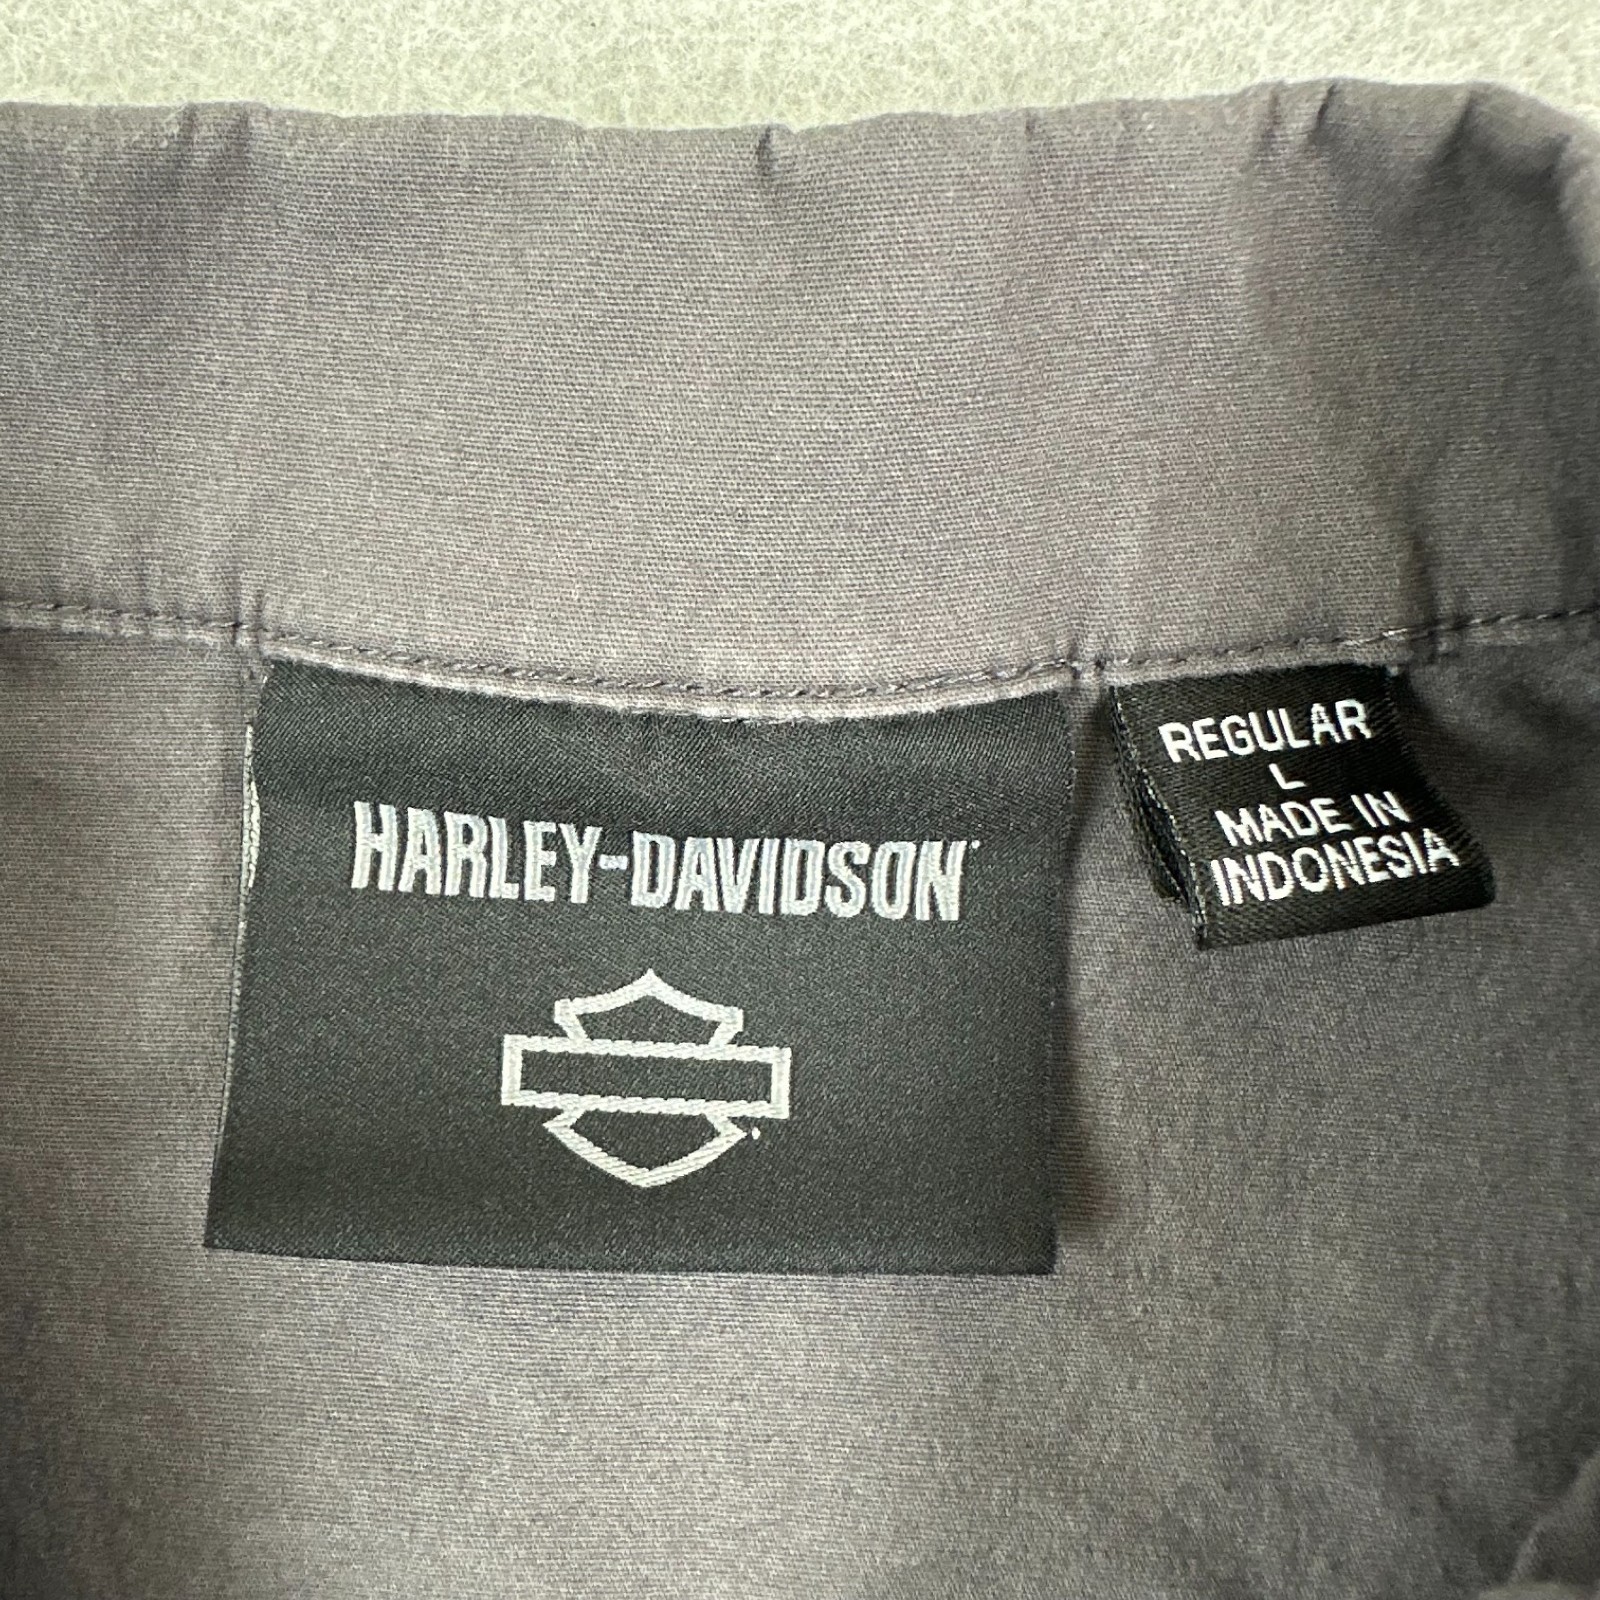 HARLEY-DAVIDSON
REGULAR
L
MADE IN
INDONESIA